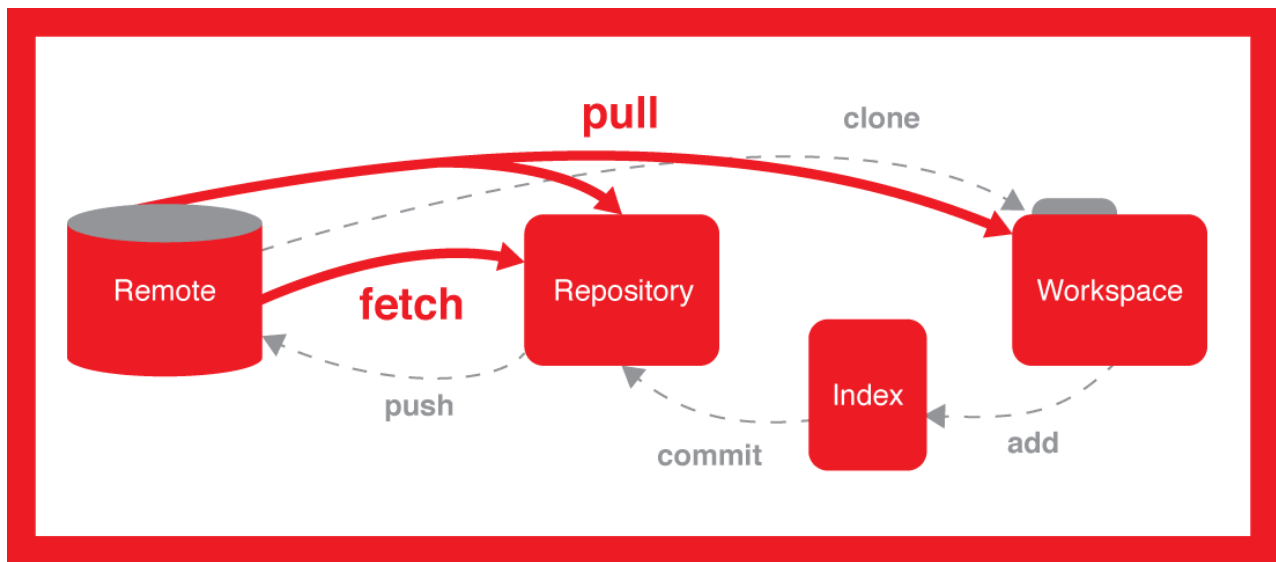 pull
clone
Remote
fetch
Repository
Workspace
push
commit
Index
add